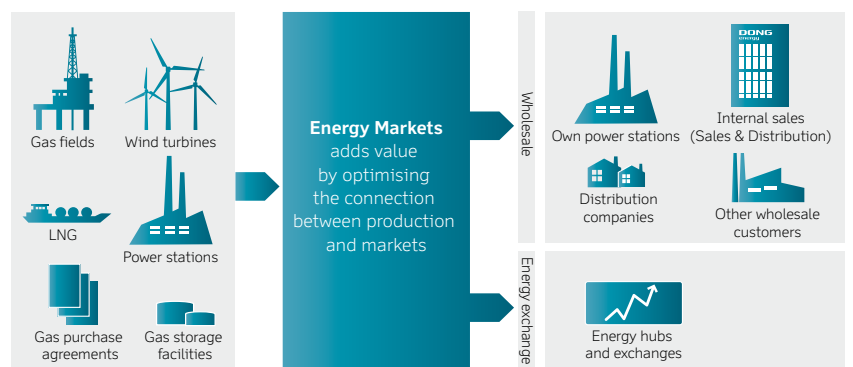 Gas fields
Wind turbines
LNG
Power stations
Gas purchase
agreements
Gas storage
facilities
Energy Markets
adds value
by optimising
the connection
between production
and markets
Wholesale
Own power stations
DONG
energy
Internal sales
(Sales & Distribution)
Distribution
companies
Other wholesale
customers
Energy exchange
Energy hubs
and exchanges